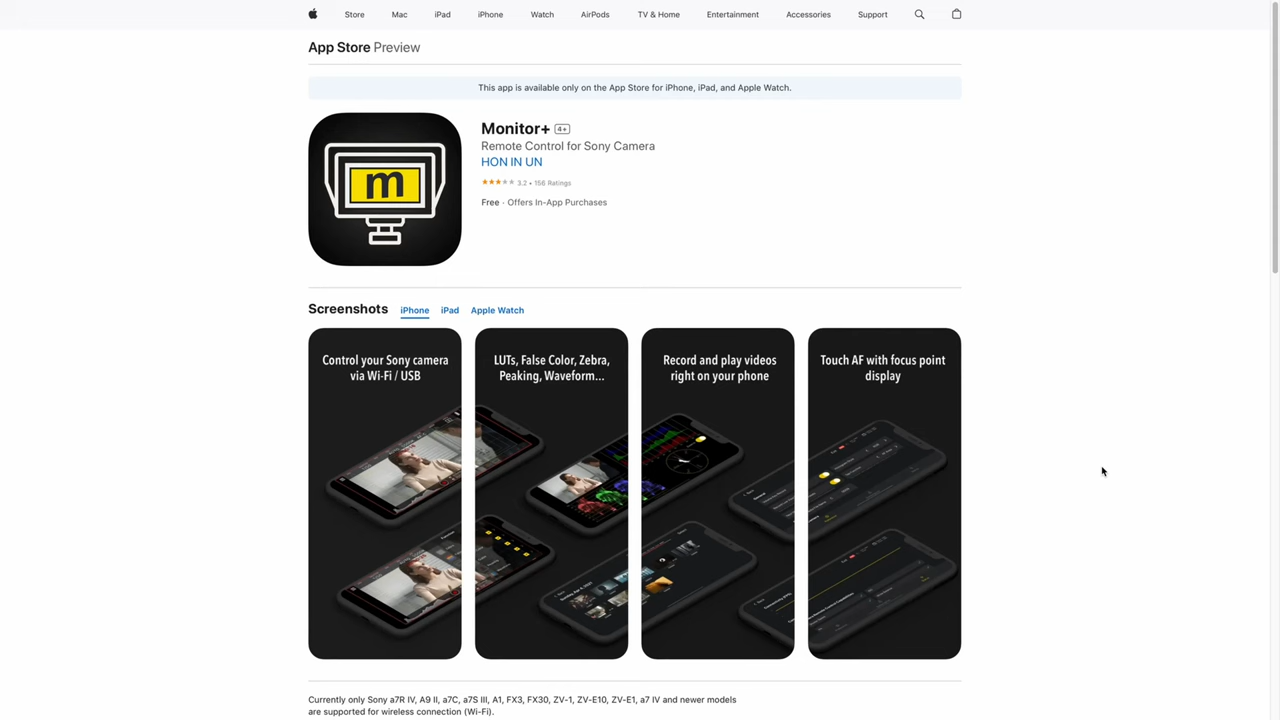 Store
Mac
iPad
iPhone
Watch
AirPods
TV & Home
Entertainment
Accessories
Support
App Store Preview
This app is available only on the App Store for iPhone, iPad, and Apple Watch.
m
Monitor+ 4+
Remote Control for Sony Camera
HON IN UN
3.2 • 156 Ratings
Free · Offers In-App Purchases
Screenshots
iPhone
iPad
Apple Watch
Control your Sony camera
via Wi-Fi / USB
LUTs, False Color, Zebra,
Peaking, Waveform...
Record and play videos
right on your phone
Touch AF with focus point
display
Currently only Sony a7R IV, A9 II, a7C, a7S III, A1, FX3, FX30, ZV-1, ZV-E10, ZV-E1, a7 IV and newer models
are supported for wireless connection (Wi-Fi).